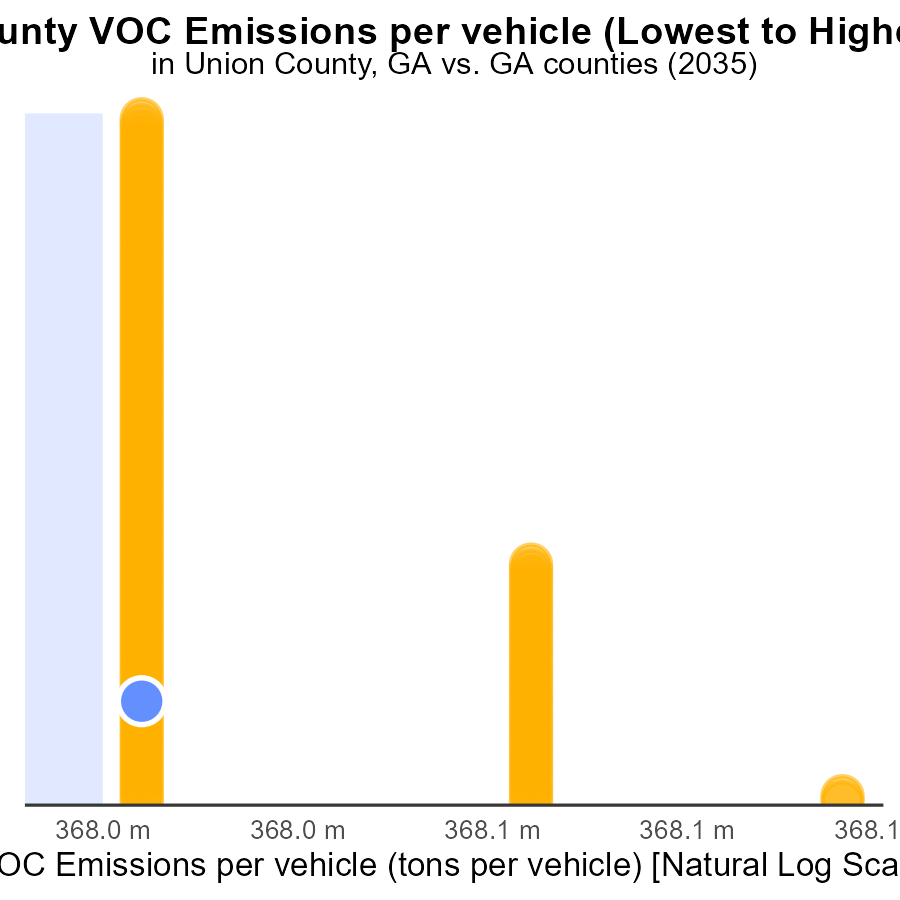 unty VOC Emissions per vehicle (Lowest to Highe
in Union County, GA vs. GA counties (2035)
368.0 m 368.0 m 368.1 m 368.1 m 368.1
OC Emissions per vehicle (tons per vehicle) [Natural Log Sca